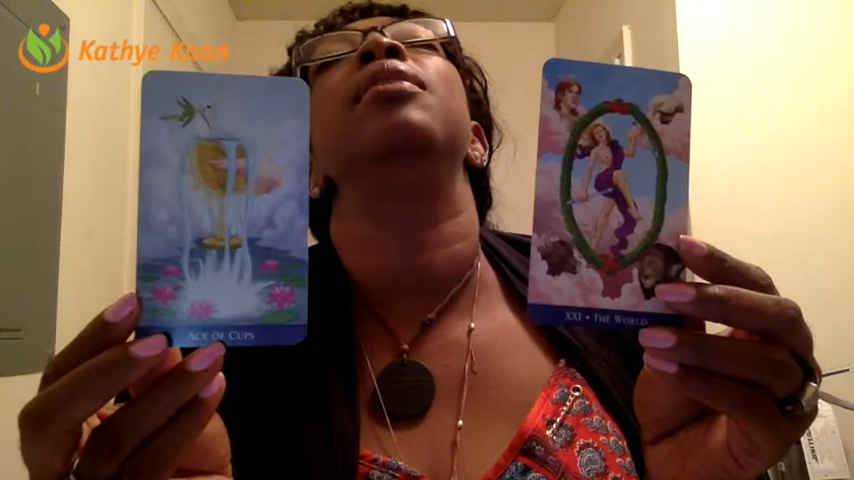 Kathye Kaan
ACE OF CUPS
XXI • THE WORLD